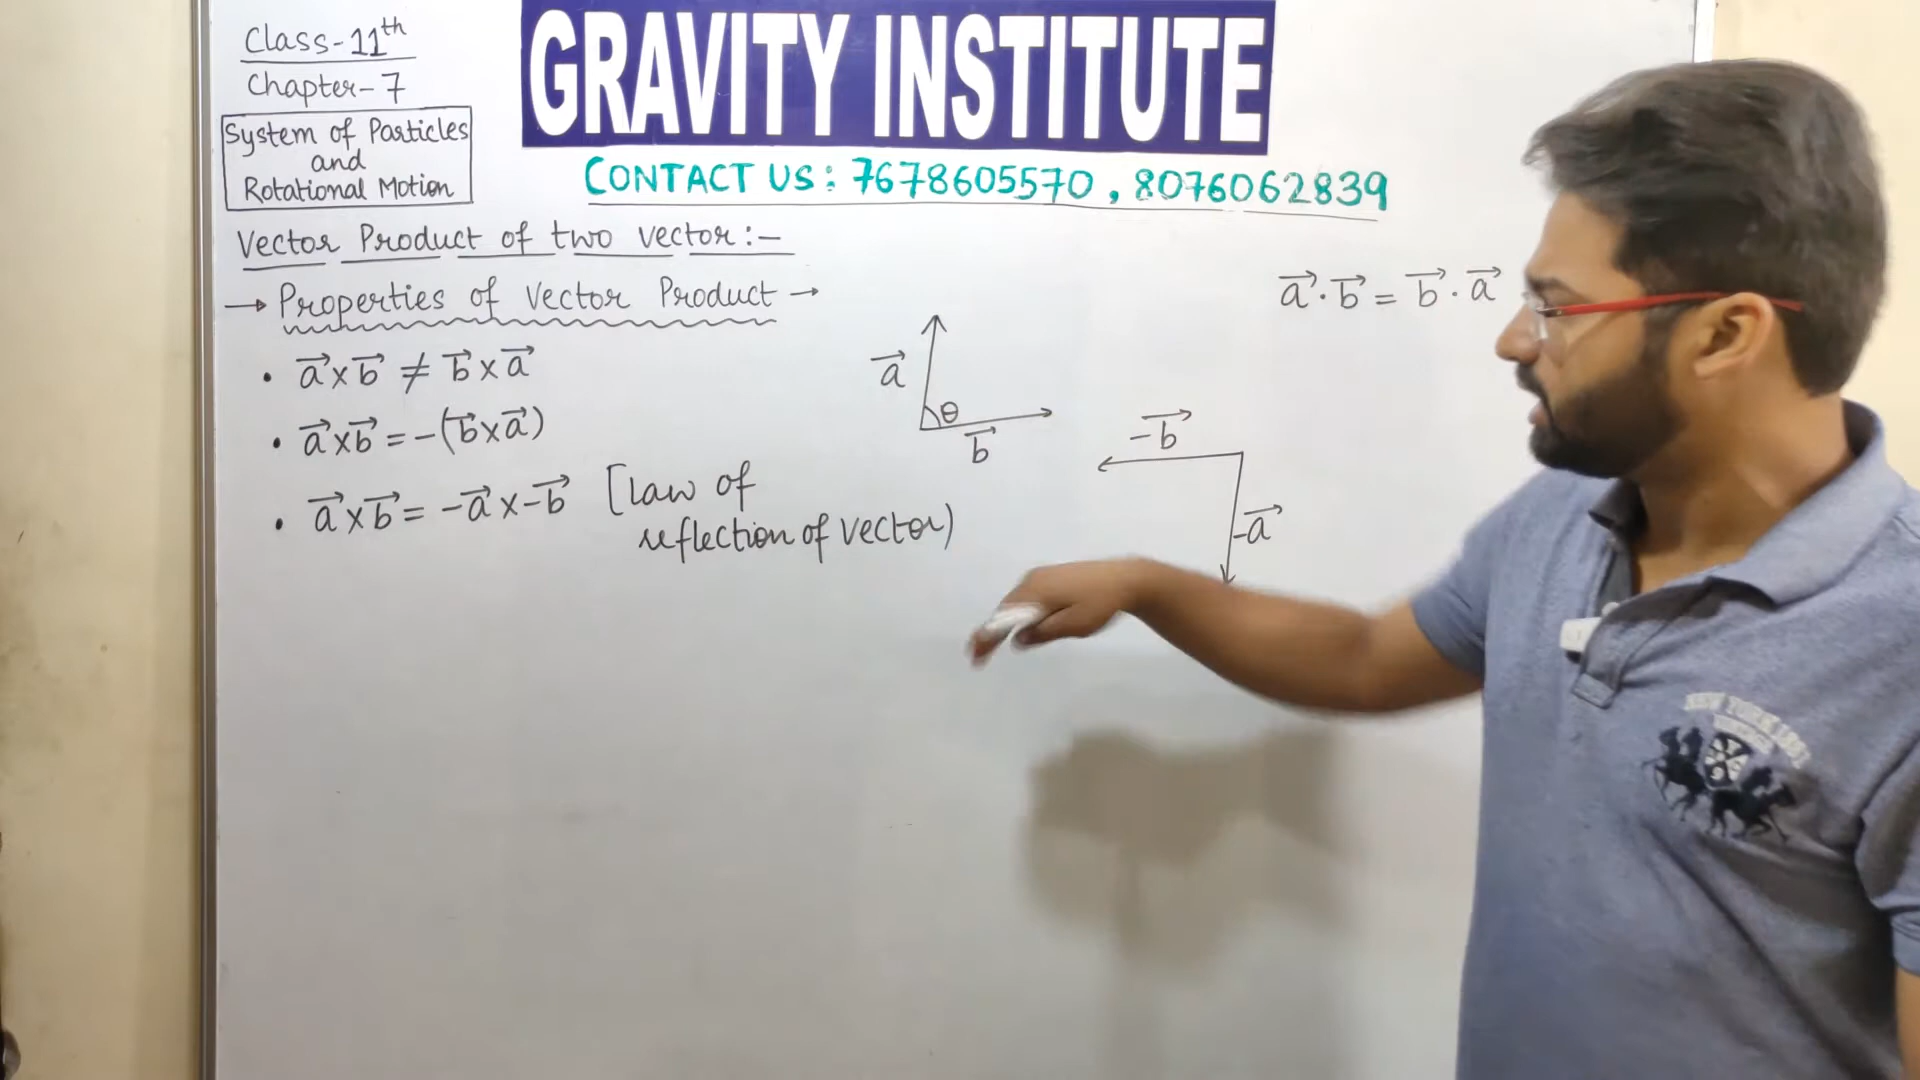 Class-11th
Chapter-7
System of Particles
and
Rotational Motion
GRAVITY INSTITUTE
CONTACT US: 7678605570, 8076062839
Vector Product of two vector:-
→ Properties of Vector Product →
• a⃗×b⃗ ≠ b⃗×a⃗
• a⃗×b⃗ = -(b⃗×a⃗)
• a⃗×b⃗ = -a⃗×-b⃗ [law of
reflection of vector)
a⃗
θ
b⃗
a⃗·b⃗ = b⃗·a⃗
-b⃗
-a⃗